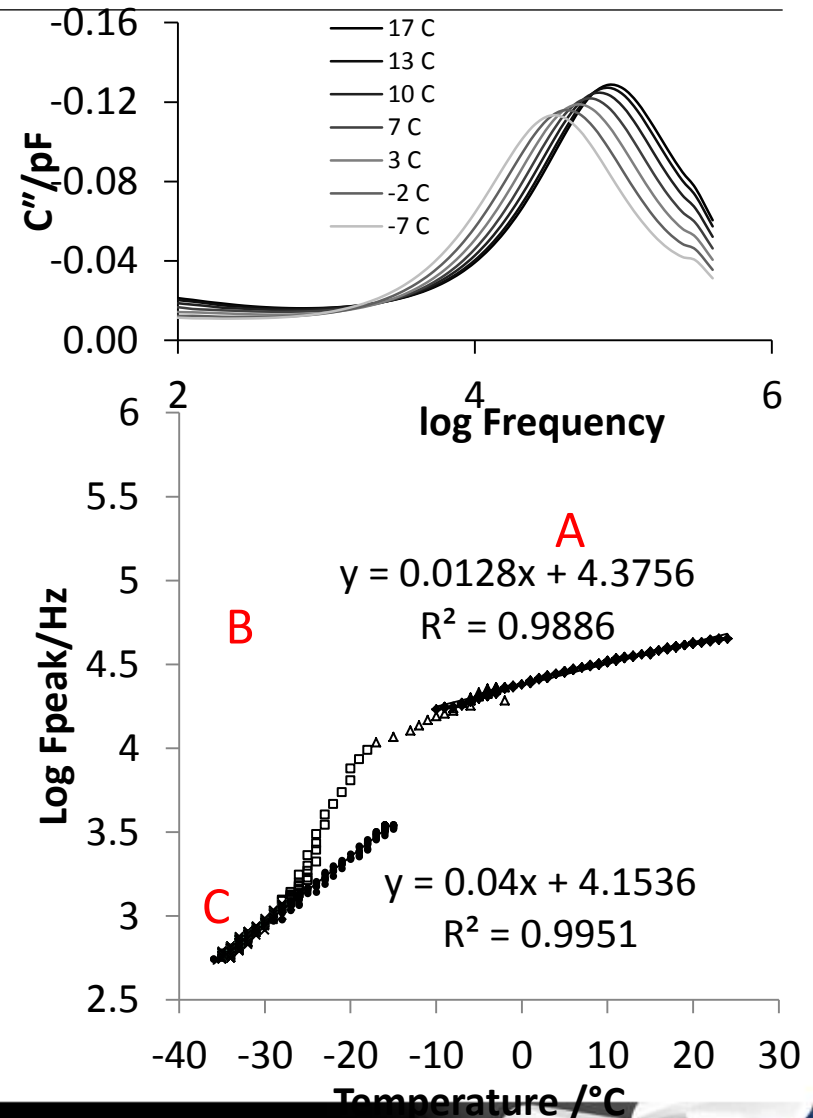 -0.16
-0.12
-0.08
-0.04
0.00
C″/pF
17 C
13 C
10 C
7 C
3 C
-2 C
-7 C
2
4
6
log Frequency
6
5.5
5
4.5
4
3.5
3
2.5
Log Fpeak/Hz
A
y = 0.0128x + 4.3756
R² = 0.9886
B
C
y = 0.04x + 4.1536
R² = 0.9951
-40 -30 -20 -10 0 10 20 30
Temperature /°C